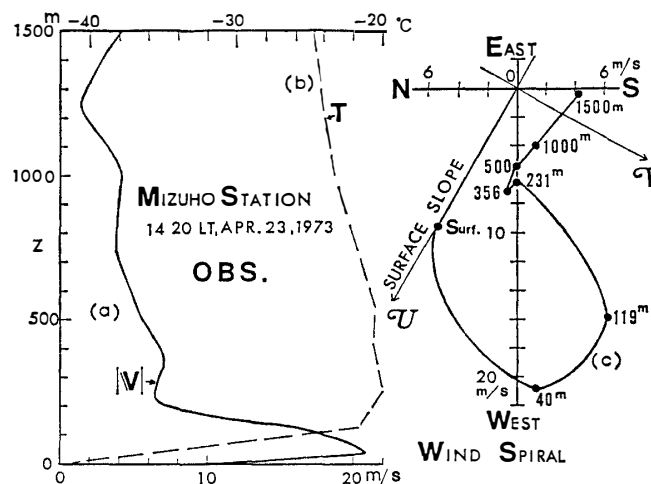 m -40 -30 -20 °C
1500
(b)
T
1000
MIZUHO STATION
14 20 LT, APR. 23, 1973
Z
OBS.
500
(a)
|V|
0
0 10 20 m/s
EAST
6 0 6 m/s
N S
1500m
1000m
500
231m
356
SURFACE SLOPE
Surf. 10
U
119m
(c)
20 m/s
40m
WEST
WIND SPIRAL